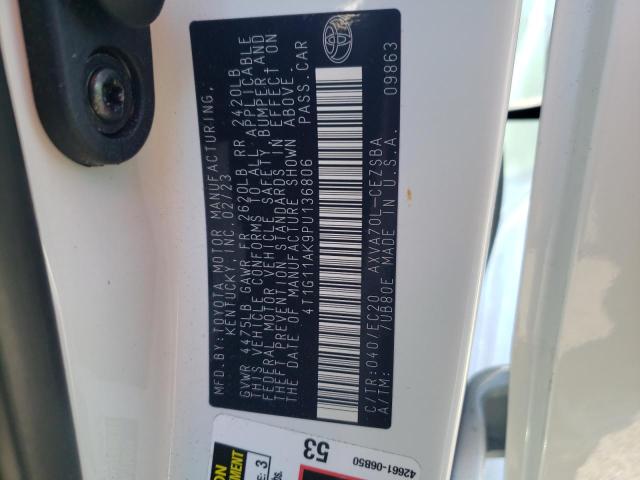 MFD. BY: TOYOTA MOTOR MANUFACTURING,
KENTUCKY, INC. 02/23
GVWR 4475LB GAWR FR 2620LB RR 2420LB
THIS VEHICLE CONFORMS TO ALL APPLICABLE
FEDERAL MOTOR VEHICLE SAFETY, BUMPER, AND
THEFT PREVENTION STANDARDS IN EFFECT ON
THE DATE OF MANUFACTURE SHOWN ABOVE.
4T1G11AK9PU136806 PASS. CAR
C/TR: 040/EC20 AXVA70L-CEZSBA
A/TM: /UB80E MADE IN U.S.A. 09863
53
42661-06B50